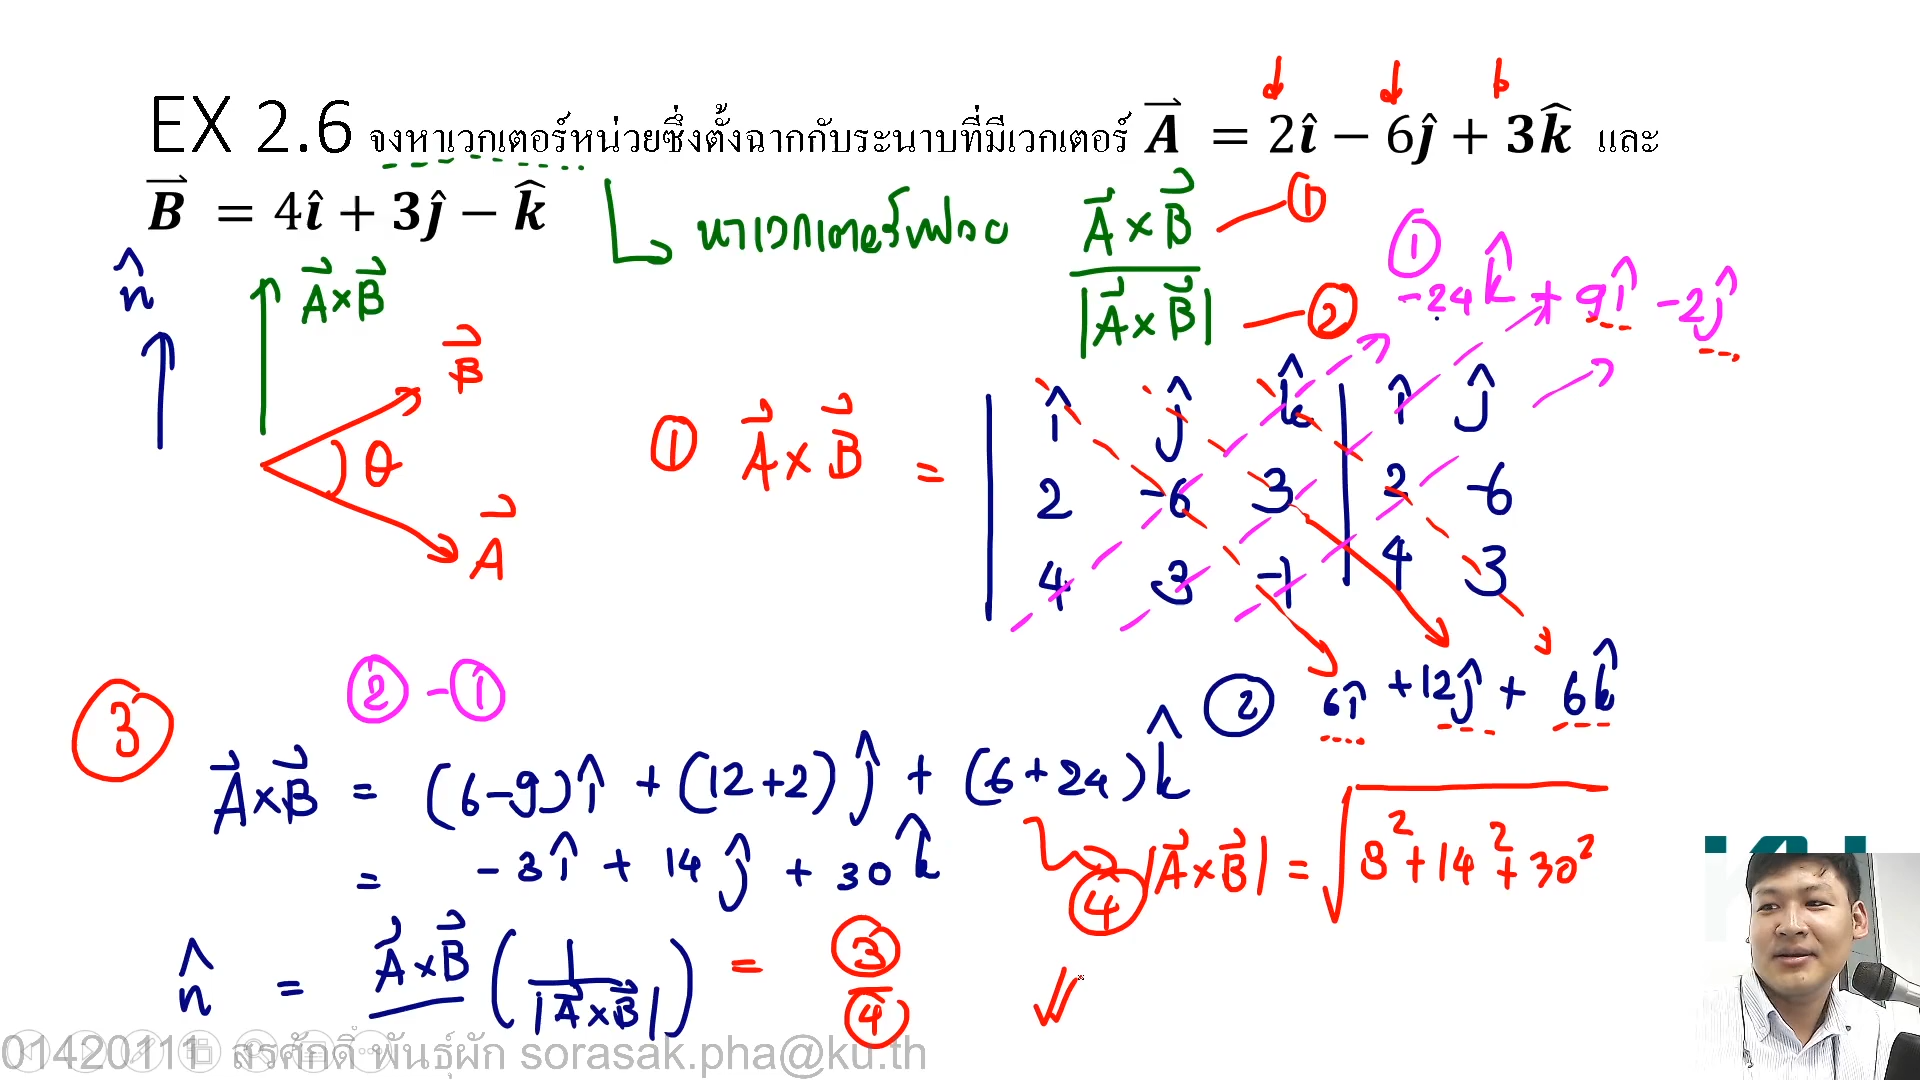 EX 2.6 จงหาเวกเตอร์หน่วยซึ่งตั้งฉากกับระนาบที่มีเวกเตอร์ A⃗ = 2î − 6ĵ + 3k̂ และ
B⃗ = 4î + 3ĵ − k̂
หาเวกเตอร์ A⃗ × B⃗ ①
|A⃗ × B⃗| ②
① -24k̂ + 9î - 2ĵ
n̂
A⃗ × B⃗
B⃗
θ
A⃗
① A⃗ × B⃗ = | î ĵ k̂ | î ĵ
2 -6 3 2 -6
4 3 -1 4 3
② 6î + 12ĵ + 6k̂
② - ①
③ A⃗ × B⃗ = (6-9)î + (12+2)ĵ + (6+24)k̂
= -3î + 14ĵ + 30k̂
④ |A⃗ × B⃗| = √3² + 14² + 30²
n̂ = A⃗ × B⃗ (1/|A⃗ × B⃗|) = ③/④
01420111 สรศักดิ์ พันธุ์ผัก sorasak.pha@ku.th